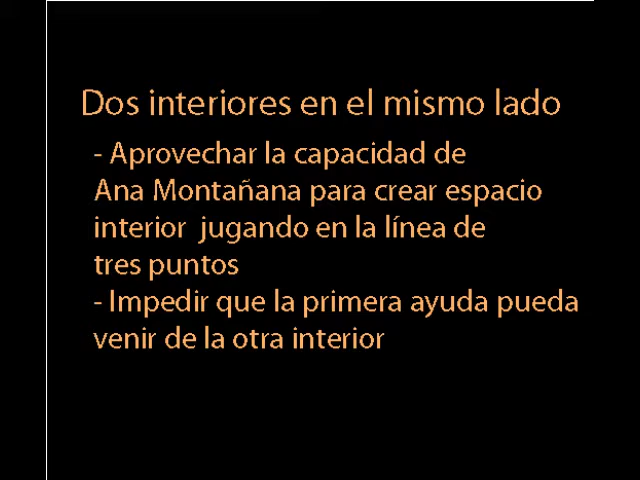 Dos interiores en el mismo lado
- Aprovechar la capacidad de
Ana Montañana para crear espacio
interior jugando en la línea de
tres puntos
- Impedir que la primera ayuda pueda
venir de la otra interior